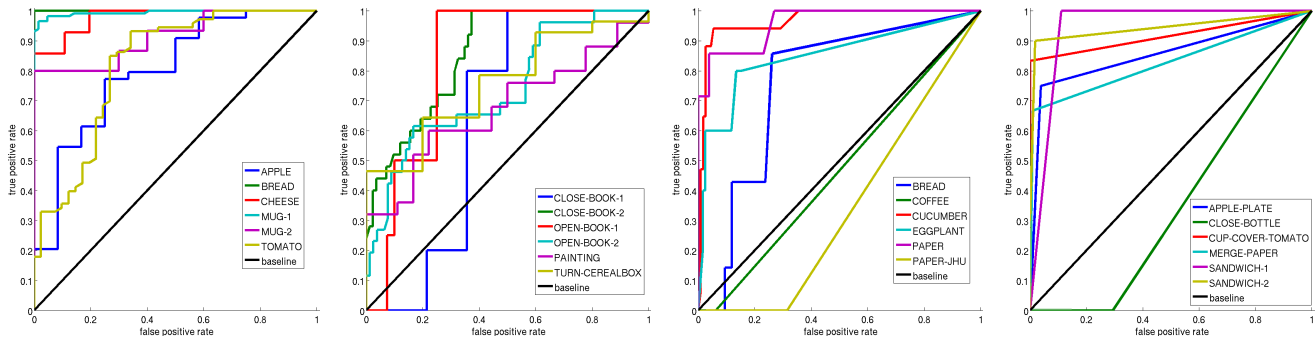 true positive rate
1
0.9
0.8
0.7
0.6
0.5
0.4
0.3
0.2
0.1
0
0
0.2
0.4
0.6
0.8
1
false positive rate
APPLE
BREAD
CHEESE
MUG-1
MUG-2
TOMATO
baseline
true positive rate
1
0.9
0.8
0.7
0.6
0.5
0.4
0.3
0.2
0.1
0
0
0.2
0.4
0.6
0.8
1
false positive rate
CLOSE-BOOK-1
CLOSE-BOOK-2
OPEN-BOOK-1
OPEN-BOOK-2
PAINTING
TURN-CEREALBOX
baseline
true positive rate
1
0.9
0.8
0.7
0.6
0.5
0.4
0.3
0.2
0.1
0
0
0.2
0.4
0.6
0.8
1
false positive rate
BREAD
COFFEE
CUCUMBER
EGGPLANT
PAPER
PAPER-JHU
baseline
true positive rate
1
0.9
0.8
0.7
0.6
0.5
0.4
0.3
0.2
0.1
0
0
0.2
0.4
0.6
0.8
1
false positive rate
APPLE-PLATE
CLOSE-BOTTLE
CUP-COVER-TOMATO
MERGE-PAPER
SANDWICH-1
SANDWICH-2
baseline